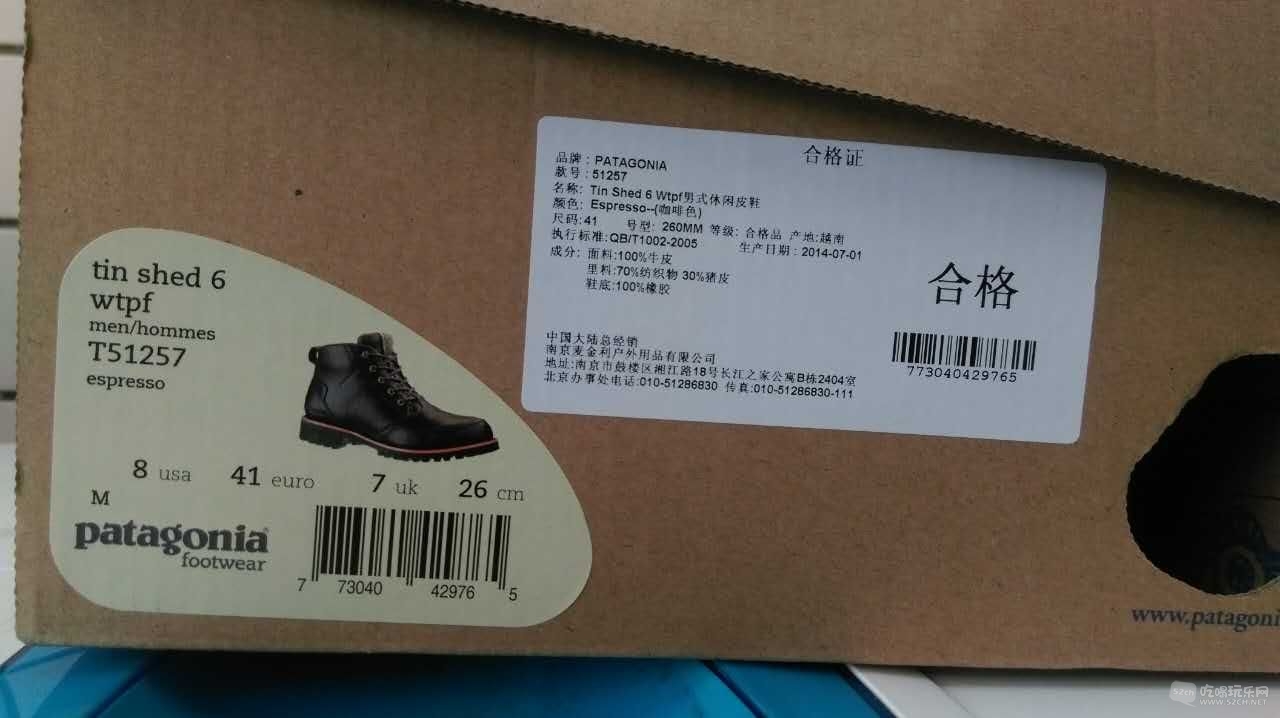 tin shed 6
wtpf
men/hommes
T51257
espresso
8 usa 41 euro 7 uk 26 cm
M
patagonia®
footwear
7 73040 42976 5
合格证
品牌：PATAGONIA
款号：51257
名称：Tin Shed 6 Wtpf男式休闲皮鞋
颜色：Espresso--(咖啡色)
尺码:41 号型: 260MM 等级: 合格品 产地:越南
执行标准:QB/T1002-2005 生产日期：2014-07-01
成分：面料:100%牛皮
里料:70%纺织物 30%猪皮
鞋底:100%橡胶
合格
773040429765
中国大陆总经销
南京麦金利户外用品有限公司
地址:南京市鼓楼区湘江路18号长江之家公寓B栋2404室
北京办事处电话:010-51286830 传真:010-51286830-111
www.patagoni
52ch 吃喝玩乐网
WWW.52CH.NET